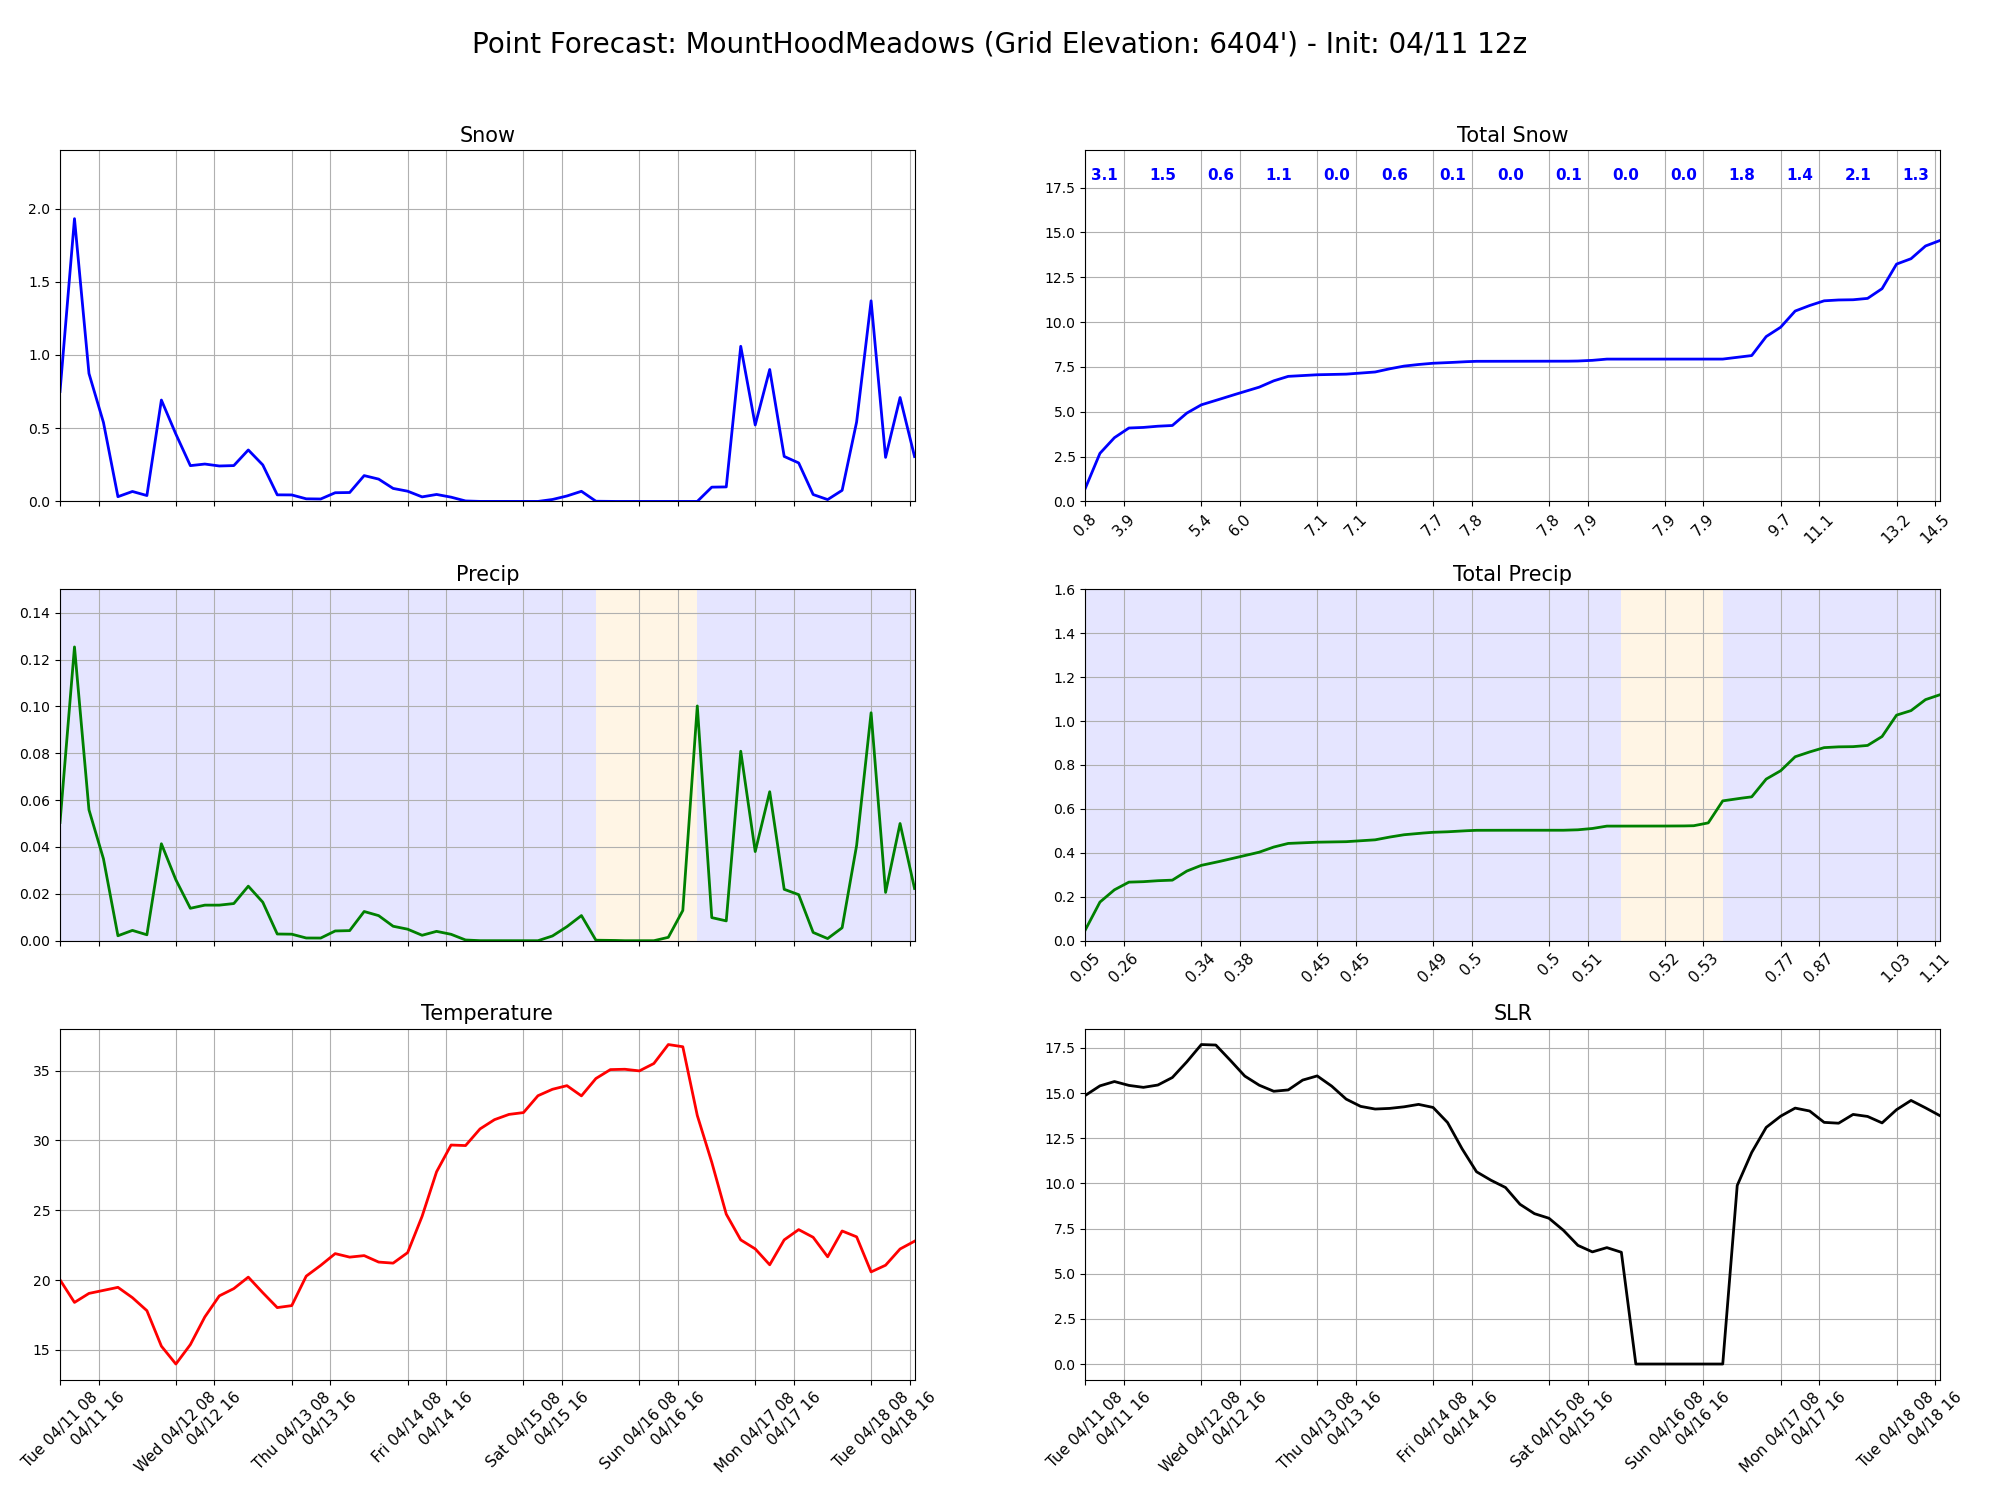 Point Forecast: MountHoodMeadows (Grid Elevation: 6404') - Init: 04/11 12z
Snow
2.0
1.5
1.0
0.5
0.0
Total Snow
3.1 1.5 0.6 1.1 0.0 0.6 0.1 0.0 0.1 0.0 0.0 1.8 1.4 2.1 1.3
17.5
15.0
12.5
10.0
7.5
5.0
2.5
0.0
0.8 3.9 5.4 6.0 7.1 7.1 7.7 7.8 7.8 7.9 7.9 7.9 9.7 11.1 13.2 14.5
Precip
0.14
0.12
0.10
0.08
0.06
0.04
0.02
0.00
Total Precip
1.6
1.4
1.2
1.0
0.8
0.6
0.4
0.2
0.0
0.05 0.26 0.34 0.38 0.45 0.45 0.49 0.5 0.5 0.51 0.52 0.53 0.77 0.87 1.03 1.11
Temperature
35
30
25
20
15
Tue 04/11 08
04/11 16
Wed 04/12 08
04/12 16
Thu 04/13 08
04/13 16
Fri 04/14 08
04/14 16
Sat 04/15 08
04/15 16
Sun 04/16 08
04/16 16
Mon 04/17 08
04/17 16
Tue 04/18 08
04/18 16
SLR
17.5
15.0
12.5
10.0
7.5
5.0
2.5
0.0
Tue 04/11 08
04/11 16
Wed 04/12 08
04/12 16
Thu 04/13 08
04/13 16
Fri 04/14 08
04/14 16
Sat 04/15 08
04/15 16
Sun 04/16 08
04/16 16
Mon 04/17 08
04/17 16
Tue 04/18 08
04/18 16